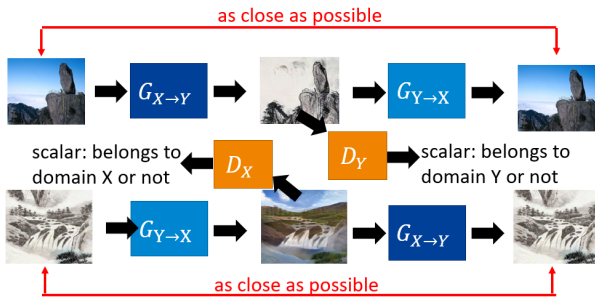 as close as possible
G_{X→Y}
G_{Y→X}
scalar: belongs to
domain X or not
D_X
D_Y
scalar: belongs to
domain Y or not
G_{Y→X}
G_{X→Y}
as close as possible